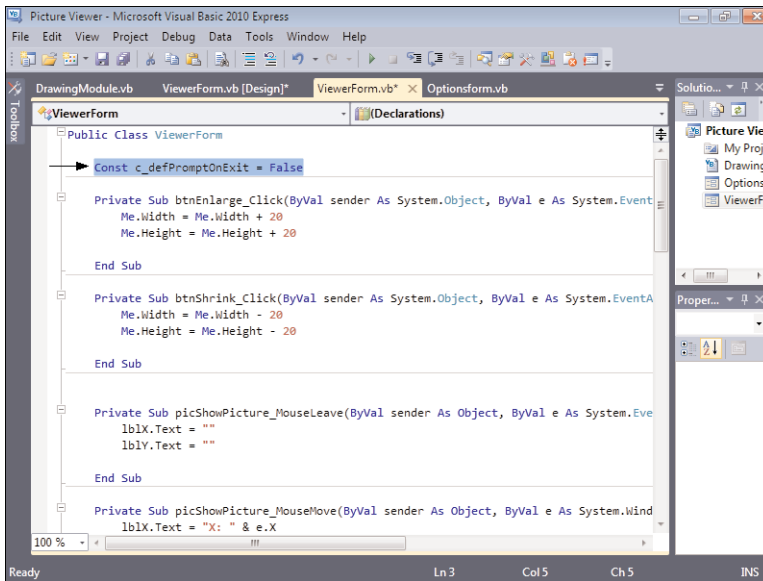 Picture Viewer - Microsoft Visual Basic 2010 Express
File Edit View Project Debug Data Tools Window Help
DrawingModule.vb ViewerForm.vb [Design]* ViewerForm.vb* Optionsform.vb
Solutio...
Toolbox
ViewerForm (Declarations)
Public Class ViewerForm
Const c_defPromptOnExit = False
Private Sub btnEnlarge_Click(ByVal sender As System.Object, ByVal e As System.Event
Me.Width = Me.Width + 20
Me.Height = Me.Height + 20
End Sub
Private Sub btnShrink_Click(ByVal sender As System.Object, ByVal e As System.EventA
Me.Width = Me.Width - 20
Me.Height = Me.Height - 20
End Sub
Private Sub picShowPicture_MouseLeave(ByVal sender As Object, ByVal e As System.Eve
lblX.Text = ""
lblY.Text = ""
End Sub
Private Sub picShowPicture_MouseMove(ByVal sender As Object, ByVal e As System.Wind
lblX.Text = "X: " & e.X
100 %
Picture Vie
My Proj
Drawing
Options
ViewerF
Proper...
Ready Ln 3 Col 5 Ch 5 INS